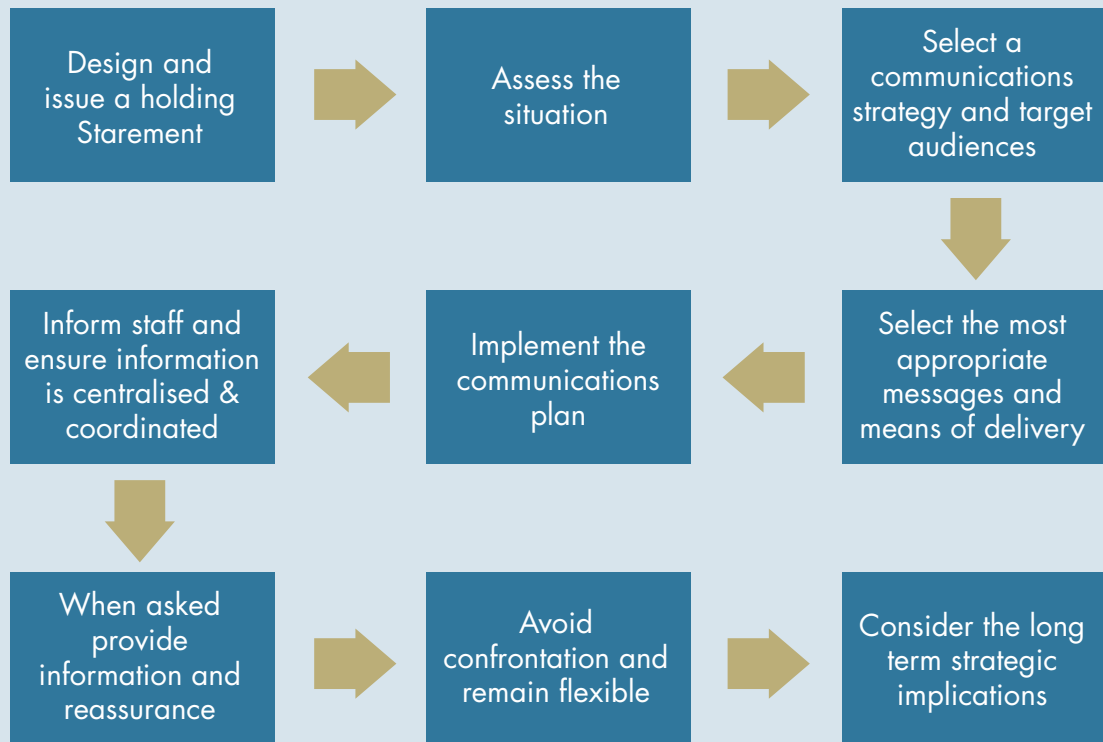 Design and
issue a holding
Starement
Assess the
situation
Select a
communications
strategy and target
audiences
Select the most
appropriate
messages and
means of delivery
Implement the
communications
plan
Inform staff and
ensure information
is centralised &
coordinated
When asked
provide
information and
reassurance
Avoid
confrontation and
remain flexible
Consider the long
term strategic
implications